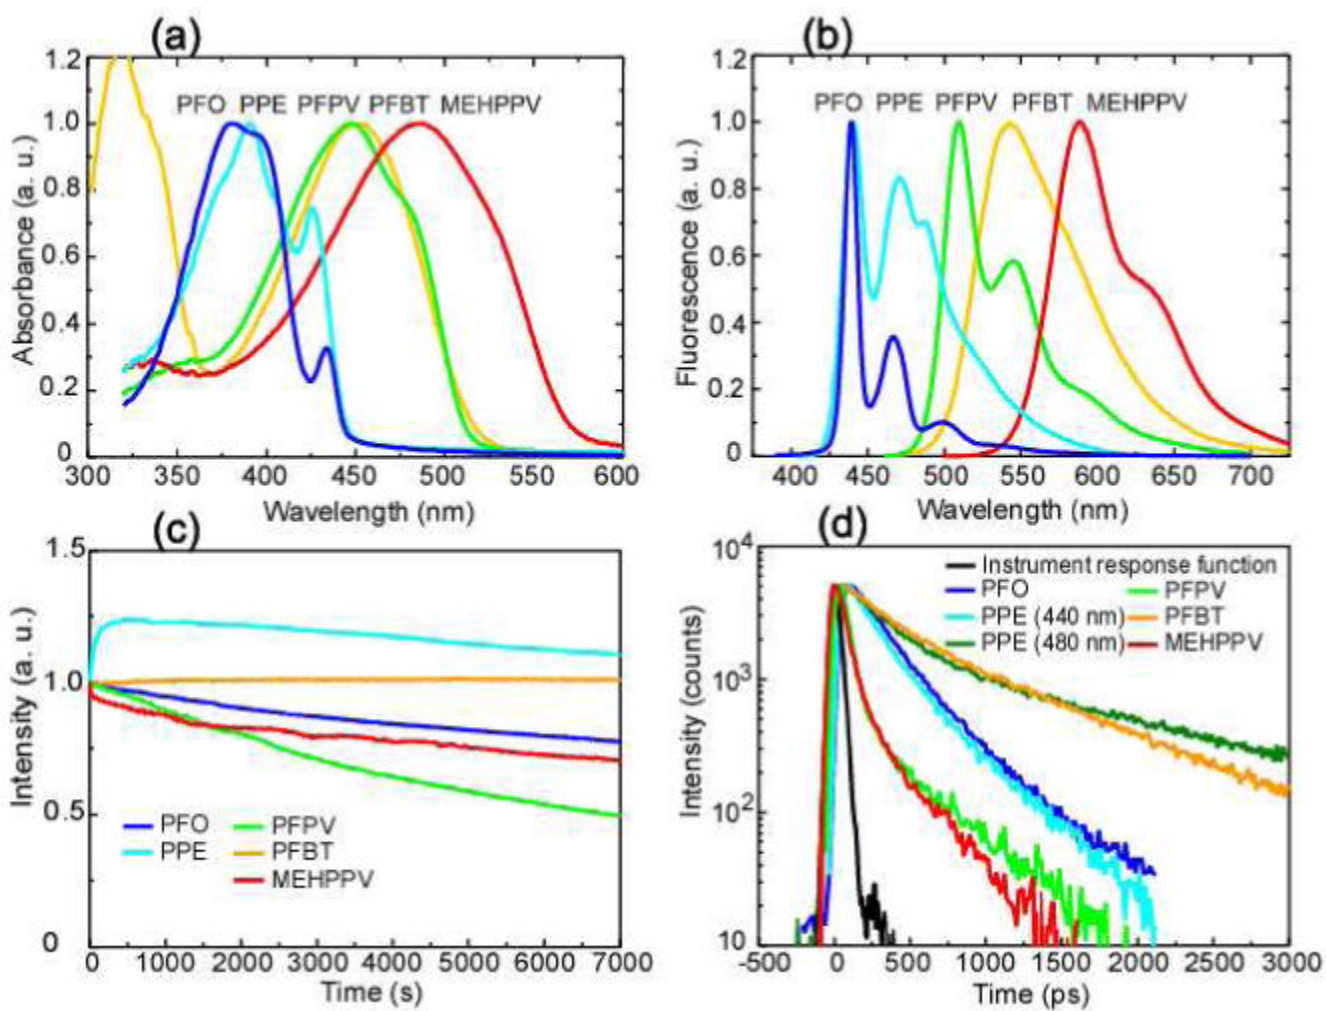 (a)
1.2
1.0
0.8
0.6
0.4
0.2
0
PFO PPE PFPV PFBT MEHPPV
Absorbance (a. u.)
300 350 400 450 500 550 600
Wavelength (nm)
(b)
1.2
1.0
0.8
0.6
0.4
0.2
0
PFO PPE PFPV PFBT MEHPPV
Fluorescence (a. u.)
400 450 500 550 600 650 700
Wavelength (nm)
(c)
1.5
1.0
0.5
0
Intensity (a. u.)
PFO PFPV
PPE PFBT
MEHPPV
0 1000 2000 3000 4000 5000 6000 7000
Time (s)
(d)
10^4
10^3
10^2
10
Intensity (counts)
Instrument response function
PFO PFPV
PPE (440 nm) PFBT
PPE (480 nm) MEHPPV
-500 0 500 1000 1500 2000 2500 3000
Time (ps)